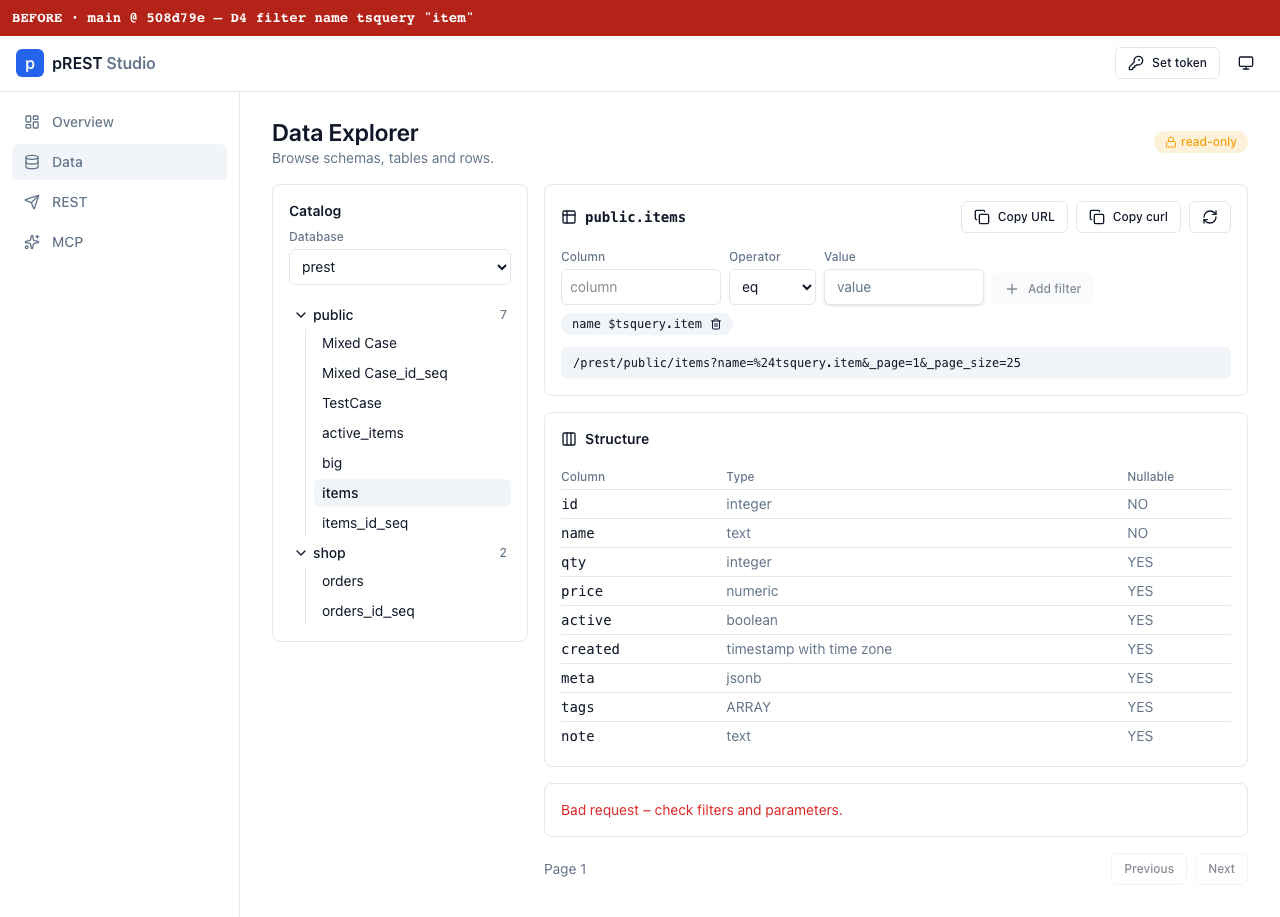 BEFORE · main @ 508d79e — D4 filter name tsquery "item"
p pREST Studio
Set token
Overview
Data
REST
MCP
Data Explorer
Browse schemas, tables and rows.
read-only
Catalog
Database
prest
public 7
Mixed Case
Mixed Case_id_seq
TestCase
active_items
big
items
items_id_seq
shop 2
orders
orders_id_seq
public.items
Copy URL
Copy curl
Column Operator Value
column eq value Add filter
name $tsquery.item
/prest/public/items?name=%24tsquery.item&_page=1&_page_size=25
Structure
Column Type Nullable
id integer NO
name text NO
qty integer YES
price numeric YES
active boolean YES
created timestamp with time zone YES
meta jsonb YES
tags ARRAY YES
note text YES
Bad request – check filters and parameters.
Page 1 Previous Next